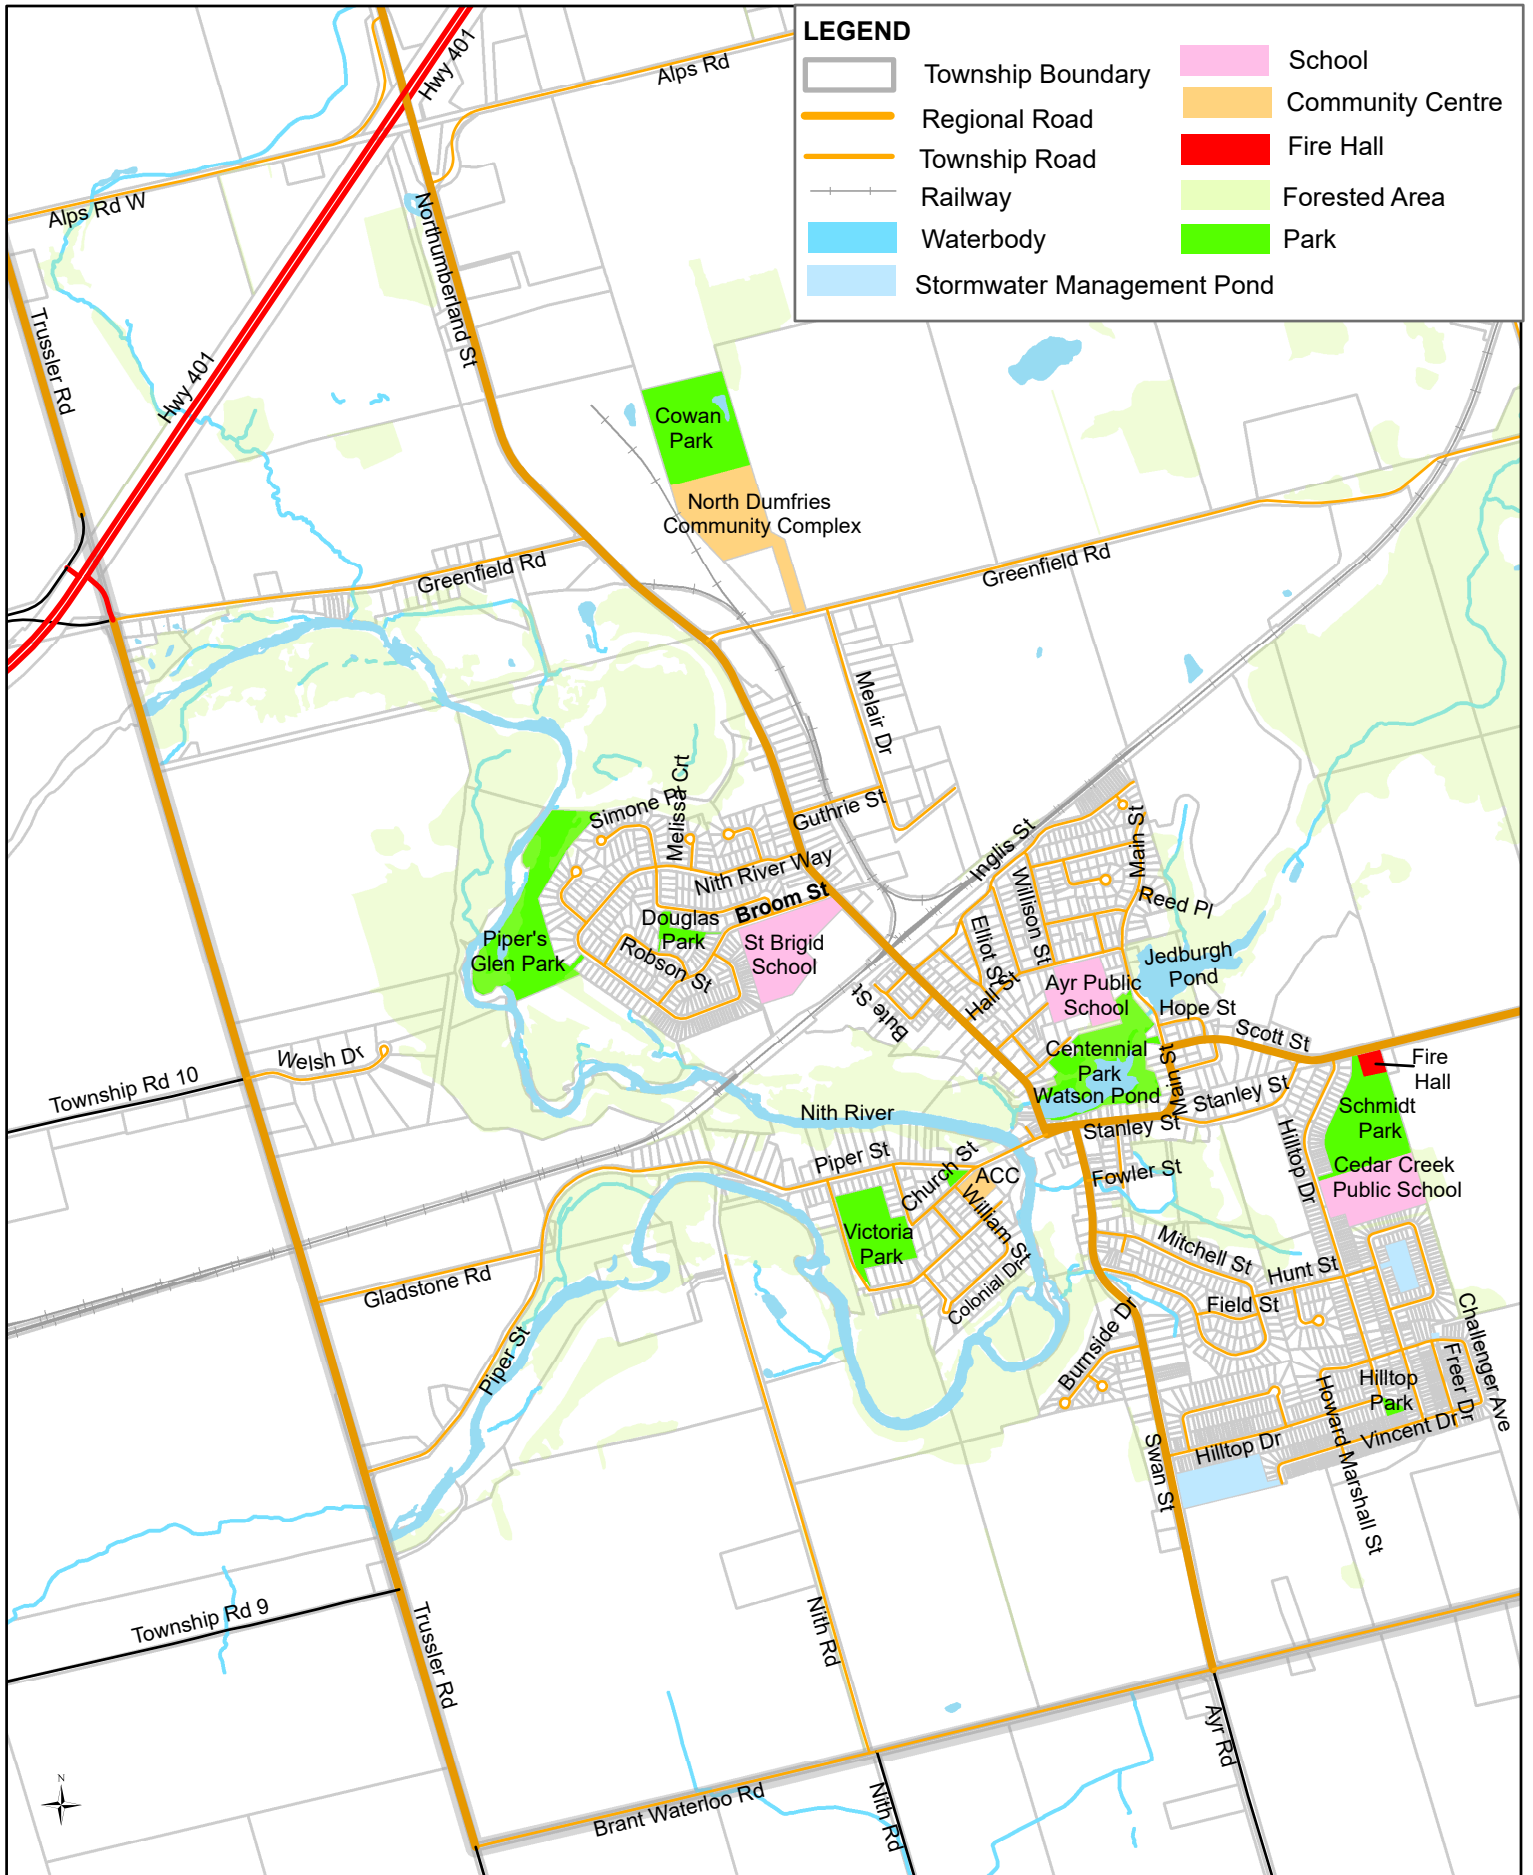 LEGEND
Township Boundary
Regional Road
Township Road
Railway
Waterbody
Stormwater Management Pond
School
Community Centre
Fire Hall
Forested Area
Park
Hwy 401
Alps Rd
Alps Rd W
Northumberland St
Trussler Rd
Hwy 401
Cowan
Park
North Dumfries
Community Complex
Greenfield Rd
Greenfield Rd
Melair Dr
Simone Pl
Melissa Crt
Guthrie St
Nith River Way
Broom St
Inglis St
Main St
Willison St
Reed Pl
Elliot St
Douglas
Park
Robson St
St Brigid
School
Piper's
Glen Park
Jedburgh
Pond
Ayr Public
School
Hall St
Bute St
Hope St
Scott St
Centennial
Park
Watson Pond
Main St
Stanley St
Stanley St
Fire
Hall
Schmidt
Park
Welsh Dr
Township Rd 10
Nith River
Piper St
Church St
ACC
William St
Fowler St
Hilltop Dr
Cedar Creek
Public School
Victoria
Park
Colonial Dr
Mitchell St
Hunt St
Field St
Gladstone Rd
Piper St
Burnside Dr
Challenger Ave
Freer Dr
Hilltop
Park
Howard Marshall St
Vincent Dr
Hilltop Dr
Swan St
Township Rd 9
Trussler Rd
Nith Rd
Ayr Rd
N
Brant Waterloo Rd
Nith Rd